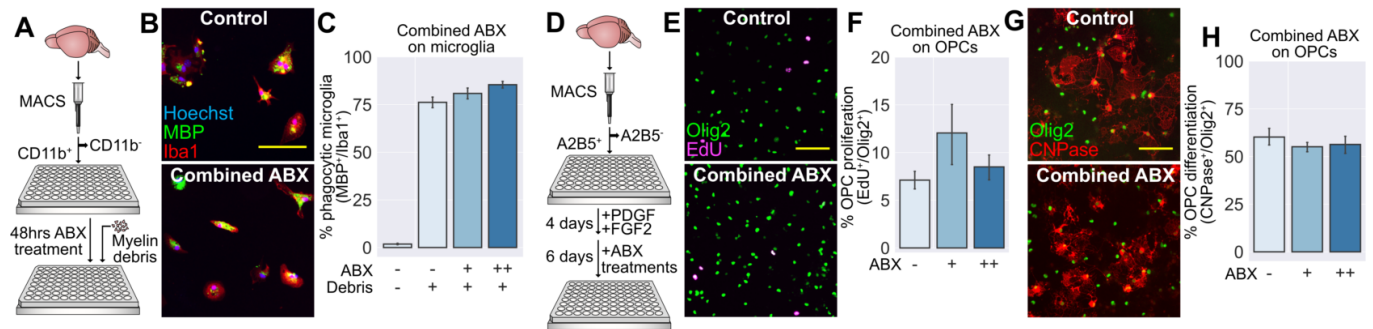 A
MACS
CD11b⁺
CD11b⁻
48hrs ABX
treatment
Myelin
debris
B
Control
Hoechst
MBP
Iba1
Combined ABX
C
Combined ABX
on microglia
% phagocytic microglia
(MBP⁺/Iba1⁺)
100
75
50
25
0
ABX - - + ++
Debris - + + +
D
MACS
A2B5⁺
A2B5⁻
4 days
+PDGF
+FGF2
6 days
+ABX
treatments
E
Control
Olig2
EdU
Combined ABX
F
Combined ABX
on OPCs
% OPC proliferation
(EdU⁺/Olig2⁺)
20
15
10
5
0
ABX - + ++
G
Control
Olig2
CNPase
Combined ABX
H
Combined ABX
on OPCs
% OPC differentiation
(CNPase⁺/Olig2⁺)
100
75
50
25
0
ABX - + ++